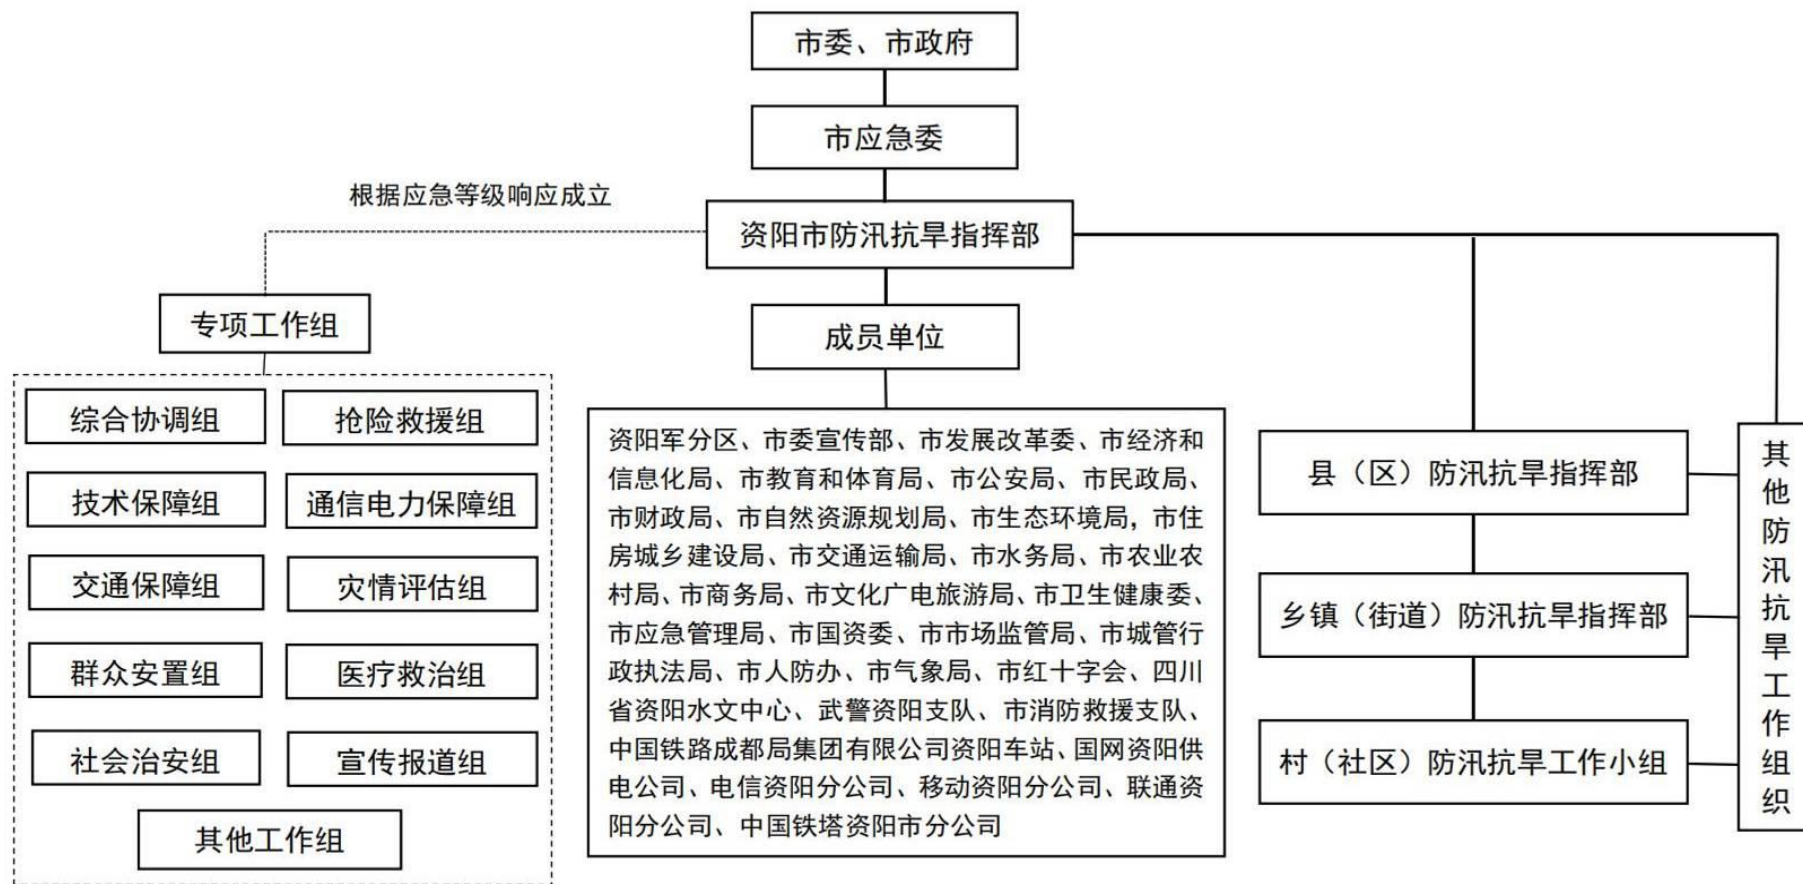 市委、市政府
市应急委
根据应急等级响应成立
资阳市防汛抗旱指挥部
专项工作组
成员单位
综合协调组
抢险救援组
技术保障组
通信电力保障组
交通保障组
灾情评估组
群众安置组
医疗救治组
社会治安组
宣传报道组
其他工作组
资阳军分区、市委宣传部、市发展改革委、市经济和
信息化局、市教育和体育局、市公安局、市民政局、
市财政局、市自然资源规划局、市生态环境局，市住
房城乡建设局、市交通运输局、市水务局、市农业农
村局、市商务局、市文化广电旅游局、市卫生健康委、
市应急管理局、市国资委、市市场监管局、市城管行
政执法局、市人防办、市气象局、市红十字会、四川
省资阳水文中心、武警资阳支队、市消防救援支队、
中国铁路成都局集团有限公司资阳车站、国网资阳供
电公司、电信资阳分公司、移动资阳分公司、联通资
阳分公司、中国铁塔资阳市分公司
县（区）防汛抗旱指挥部
乡镇（街道）防汛抗旱指挥部
村（社区）防汛抗旱工作小组
其他防汛抗旱工作组织